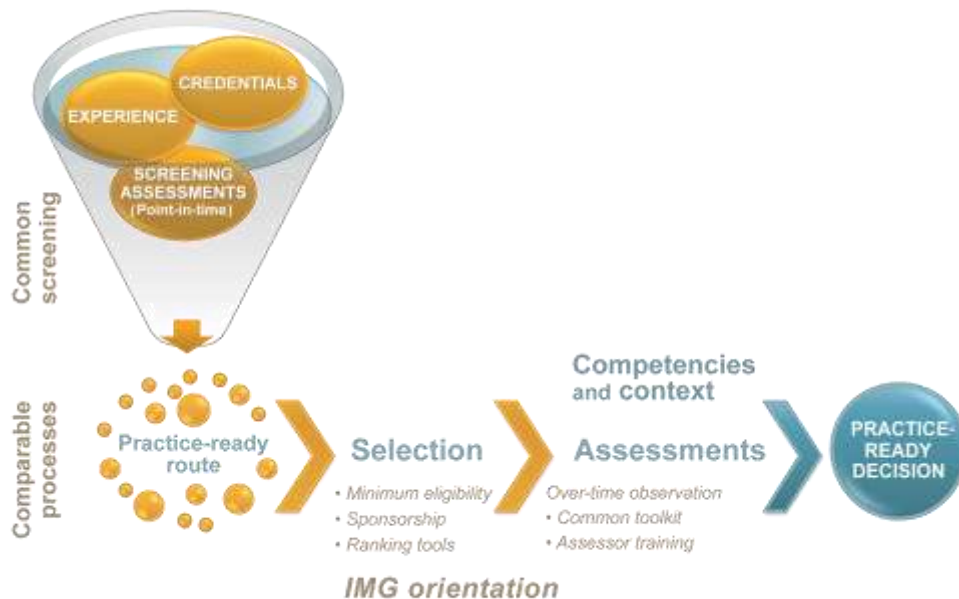 CREDENTIALS
EXPERIENCE
SCREENING
ASSESSMENTS
(Point-in-time)
Common
screening
Comparable
processes
Practice-ready
route
Selection
• Minimum eligibility
• Sponsorship
• Ranking tools
Competencies
and context
Assessments
Over-time observation
• Common toolkit
• Assessor training
PRACTICE-
READY
DECISION
IMG orientation